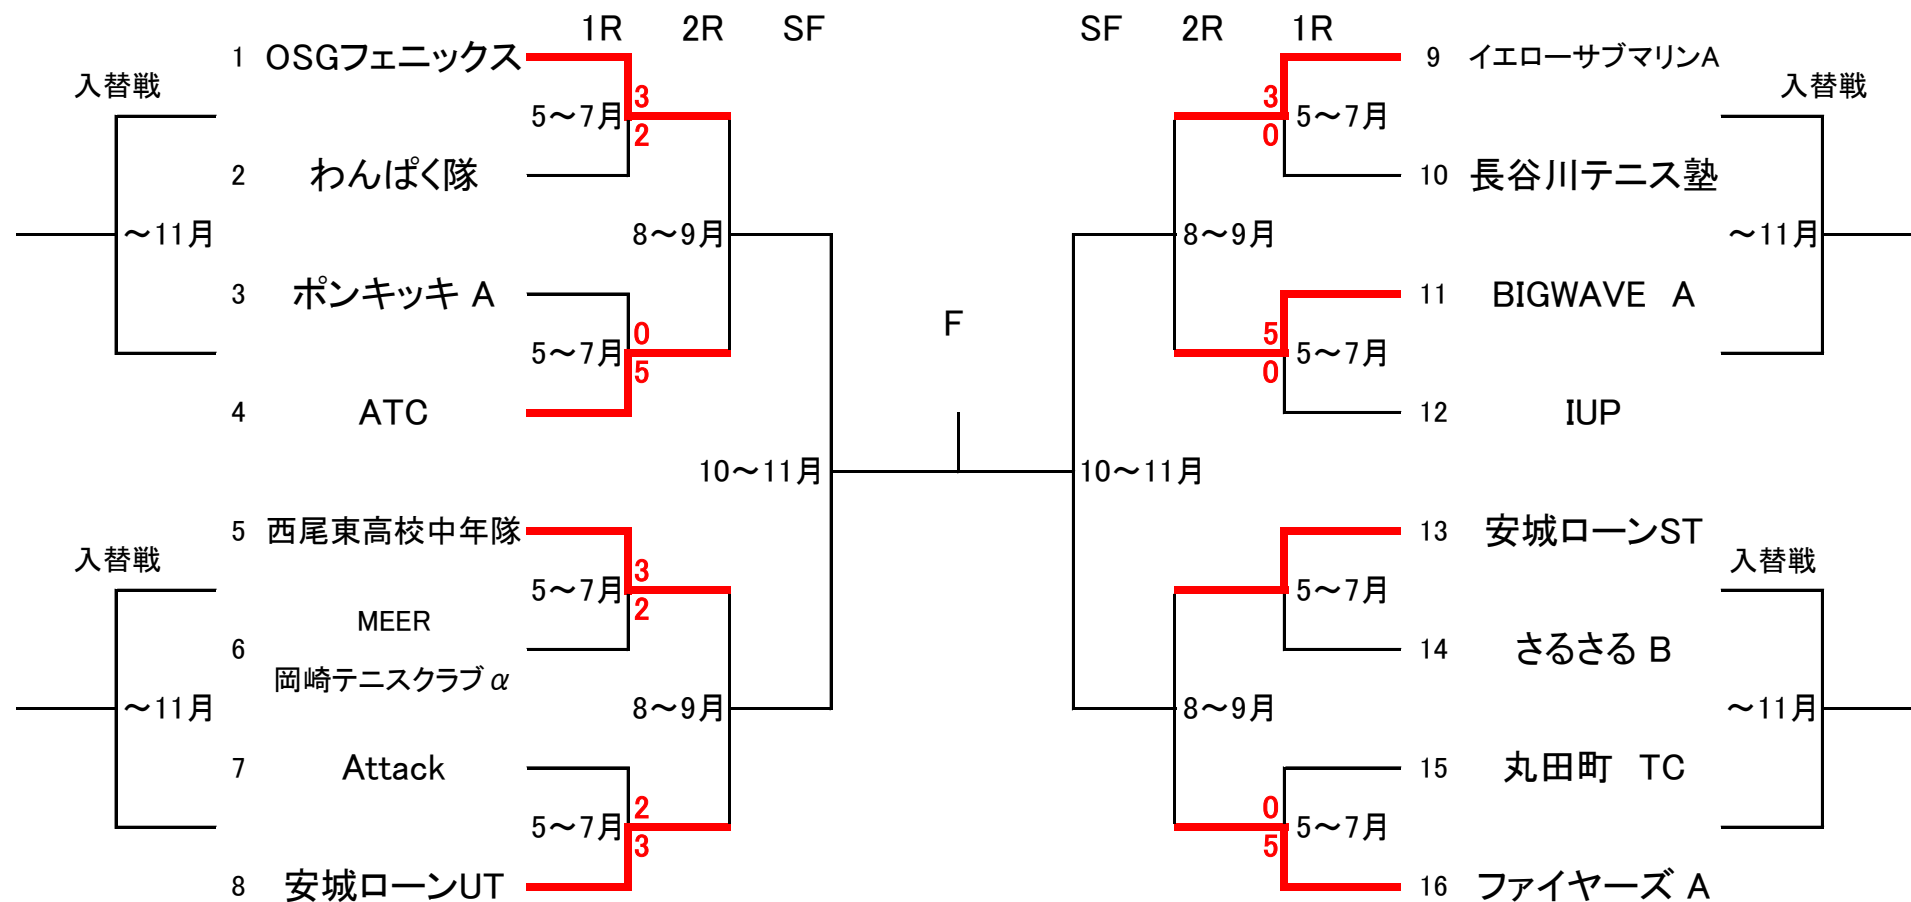 1R 2R SF SF 2R 1R
1 OSGフェニックス 9 イエローサブマリンA
入替戦 入替戦
3 3
5～7月 5～7月
2 0
2 わんぱく隊 10 長谷川テニス塾
～11月 8～9月 8～9月 ～11月
3 ポンキッキ A 11 BIGWAVE A
F
0 5
5～7月 5～7月
5 0
4 ATC 12 IUP
10～11月 10～11月
5 西尾東高校中年隊 13 安城ローンST
入替戦 入替戦
3
5～7月 5～7月
2
MEER
6 14 さるさる B
岡崎テニスクラブα
～11月 8～9月 8～9月 ～11月
7 Attack 15 丸田町 TC
2 0
5～7月 5～7月
3 5
8 安城ローンUT 16 ファイヤーズ A